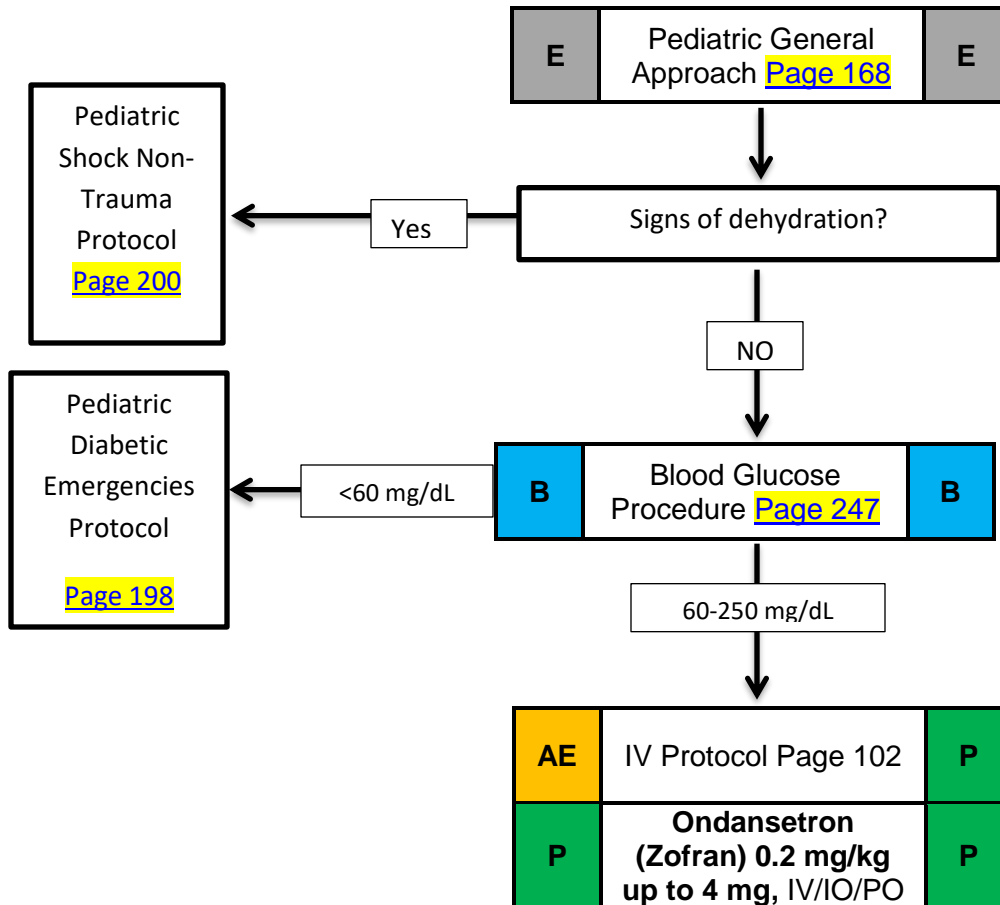 E
Pediatric General
Approach Page 168
E
Pediatric
Shock Non-
Trauma
Protocol
Page 200
Yes
Signs of dehydration?
NO
Pediatric
Diabetic
Emergencies
Protocol
Page 198
<60 mg/dL
B
Blood Glucose
Procedure Page 247
B
60-250 mg/dL
AE
IV Protocol Page 102
P
P
Ondansetron
(Zofran) 0.2 mg/kg
up to 4 mg, IV/IO/PO
P